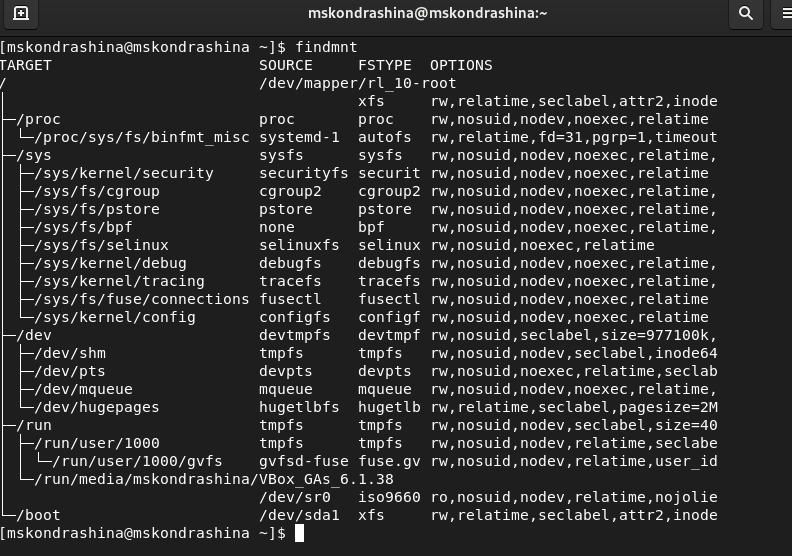 mskondrashina@mskondrashina:~
[mskondrashina@mskondrashina ~]$ findmnt
TARGET                       SOURCE     FSTYPE  OPTIONS
/                            /dev/mapper/rl_10-root
│                                       xfs     rw,relatime,seclabel,attr2,inode
├─/proc                      proc       proc    rw,nosuid,nodev,noexec,relatime
│ └─/proc/sys/fs/binfmt_misc systemd-1  autofs  rw,relatime,fd=31,pgrp=1,timeout
├─/sys                       sysfs      sysfs   rw,nosuid,nodev,noexec,relatime,
│ ├─/sys/kernel/security     securityfs securit rw,nosuid,nodev,noexec,relatime
│ ├─/sys/fs/cgroup           cgroup2    cgroup2 rw,nosuid,nodev,noexec,relatime,
│ ├─/sys/fs/pstore           pstore     pstore  rw,nosuid,nodev,noexec,relatime,
│ ├─/sys/fs/bpf              none       bpf     rw,nosuid,nodev,noexec,relatime,
│ ├─/sys/fs/selinux          selinuxfs  selinux rw,nosuid,noexec,relatime
│ ├─/sys/kernel/debug        debugfs    debugfs rw,nosuid,nodev,noexec,relatime,
│ ├─/sys/kernel/tracing      tracefs    tracefs rw,nosuid,nodev,noexec,relatime,
│ ├─/sys/fs/fuse/connections fusectl    fusectl rw,nosuid,nodev,noexec,relatime
│ └─/sys/kernel/config       configfs   configf rw,nosuid,nodev,noexec,relatime
├─/dev                       devtmpfs   devtmpf rw,nosuid,seclabel,size=977100k,
│ ├─/dev/shm                 tmpfs      tmpfs   rw,nosuid,nodev,seclabel,inode64
│ ├─/dev/pts                 devpts     devpts  rw,nosuid,noexec,relatime,seclab
│ ├─/dev/mqueue              mqueue     mqueue  rw,nosuid,nodev,noexec,relatime,
│ └─/dev/hugepages           hugetlbfs  hugetlb rw,relatime,seclabel,pagesize=2M
├─/run                       tmpfs      tmpfs   rw,nosuid,nodev,seclabel,size=40
│ ├─/run/user/1000           tmpfs      tmpfs   rw,nosuid,nodev,relatime,seclabe
│ │ └─/run/user/1000/gvfs    gvfsd-fuse fuse.gv rw,nosuid,nodev,relatime,user_id
│ └─/run/media/mskondrashina/VBox_GAs_6.1.38
│                            /dev/sr0   iso9660 ro,nosuid,nodev,relatime,nojolie
└─/boot                      /dev/sda1  xfs     rw,relatime,seclabel,attr2,inode
[mskondrashina@mskondrashina ~]$